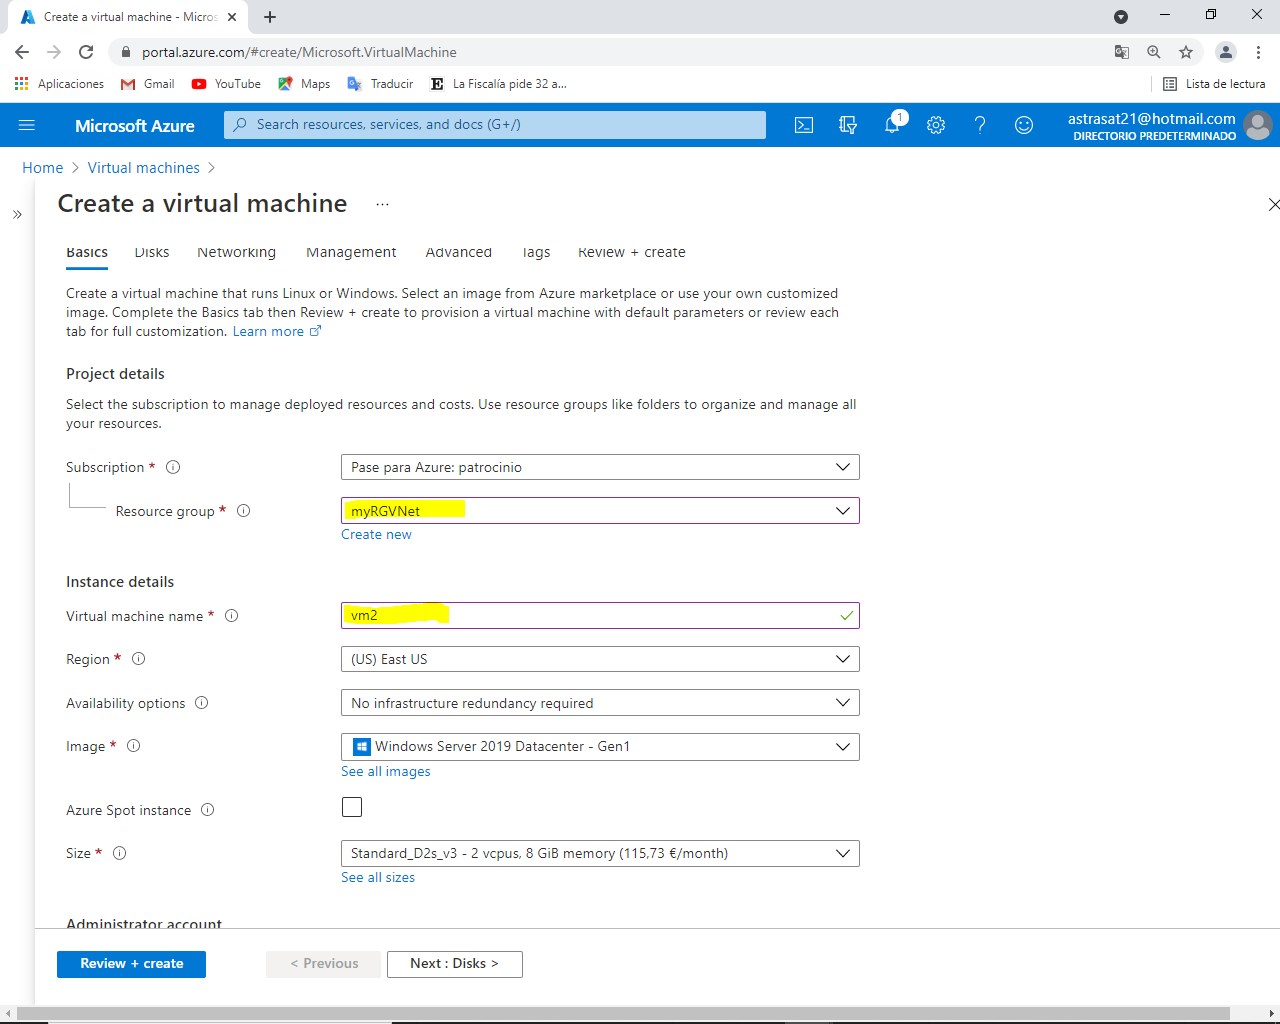 Create a virtual machine - Micros
portal.azure.com/#create/Microsoft.VirtualMachine
Aplicaciones Gmail YouTube Maps Traducir La Fiscalía pide 32 a... Lista de lectura
Microsoft Azure Search resources, services, and docs (G+/) 1 astrasat21@hotmail.com
DIRECTORIO PREDETERMINADO
Home > Virtual machines >
Create a virtual machine ...
Basics Disks Networking Management Advanced Tags Review + create
Create a virtual machine that runs Linux or Windows. Select an image from Azure marketplace or use your own customized
image. Complete the Basics tab then Review + create to provision a virtual machine with default parameters or review each
tab for full customization. Learn more
Project details
Select the subscription to manage deployed resources and costs. Use resource groups like folders to organize and manage all
your resources.
Subscription * Pase para Azure: patrocinio
Resource group * myRGVNet
Create new
Instance details
Virtual machine name * vm2
Region * (US) East US
Availability options No infrastructure redundancy required
Image * Windows Server 2019 Datacenter - Gen1
See all images
Azure Spot instance
Size * Standard_D2s_v3 - 2 vcpus, 8 GiB memory (115,73 €/month)
See all sizes
Administrator account
Review + create < Previous Next : Disks >